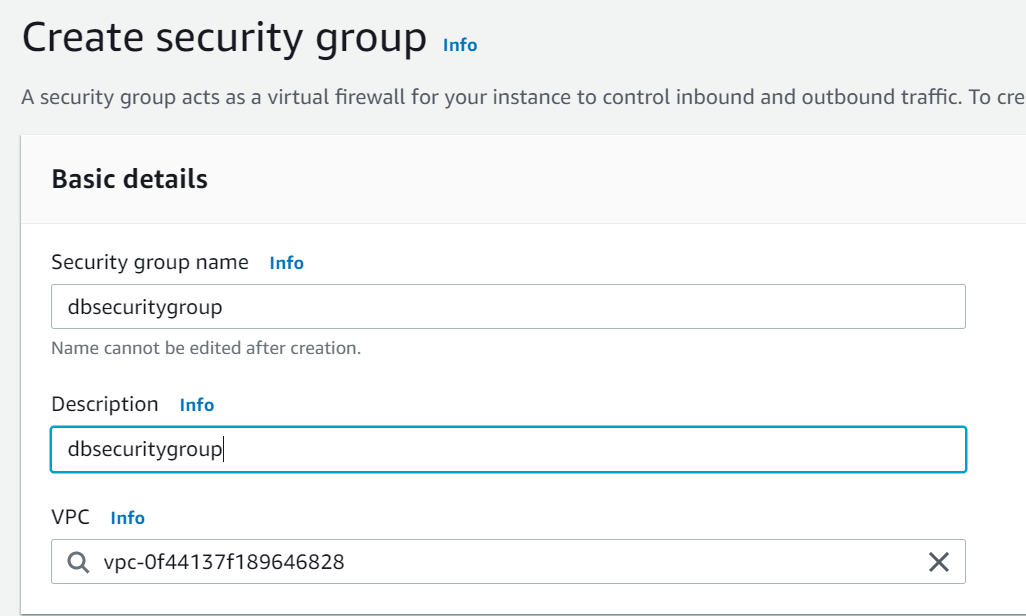 Create security group Info
A security group acts as a virtual firewall for your instance to control inbound and outbound traffic. To cre
Basic details
Security group name Info
dbsecuritygroup
Name cannot be edited after creation.
Description Info
dbsecuritygroup
VPC Info
vpc-0f44137f189646828